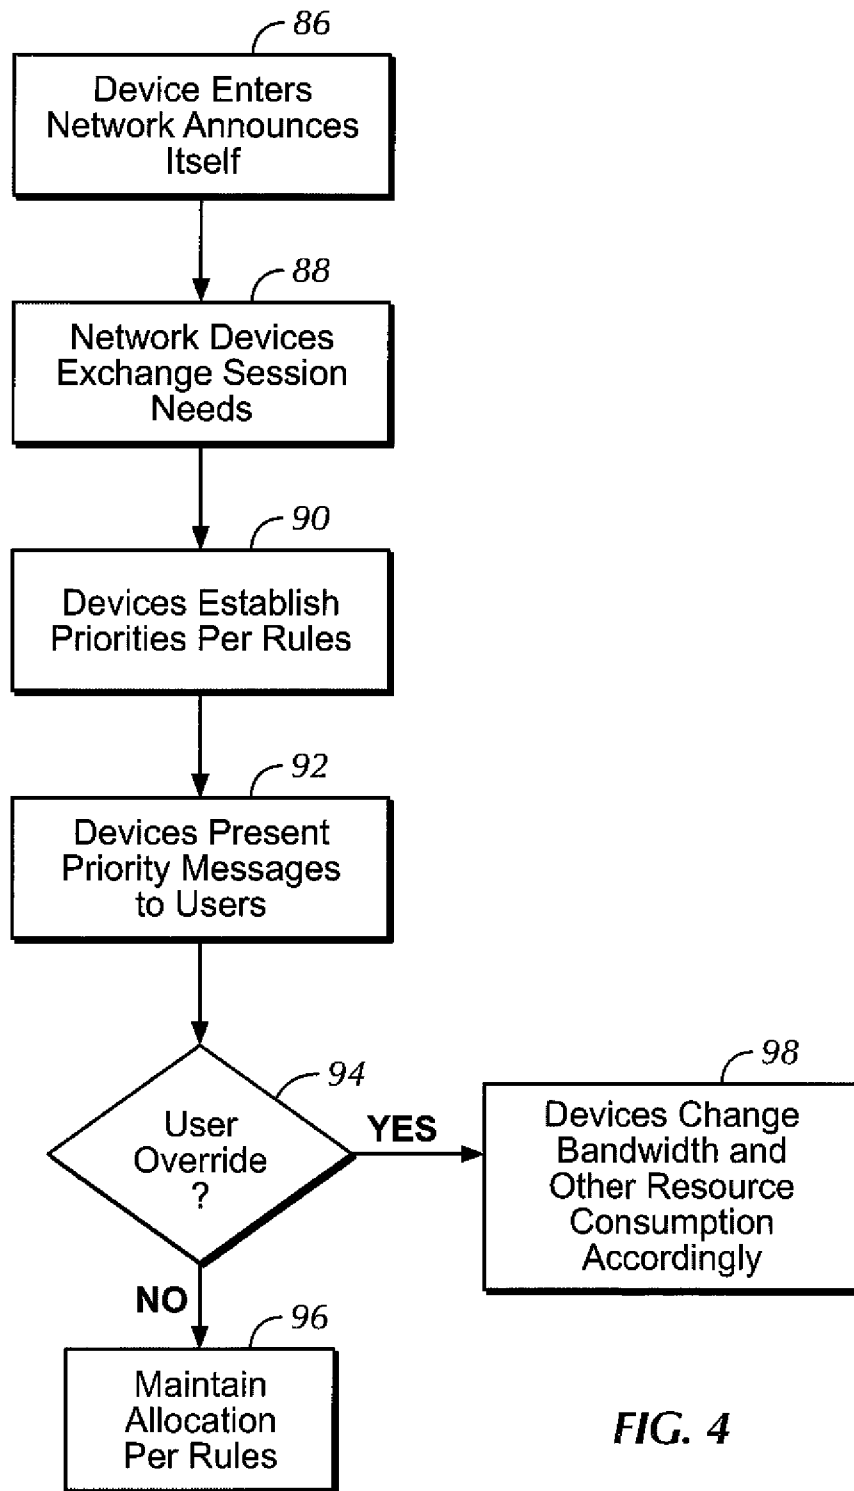 86
Device Enters
Network Announces
Itself
88
Network Devices
Exchange Session
Needs
90
Devices Establish
Priorities Per Rules
92
Devices Present
Priority Messages
to Users
94
User
Override
?
YES
98
Devices Change
Bandwidth and
Other Resource
Consumption
Accordingly
NO
96
Maintain
Allocation
Per Rules
FIG. 4